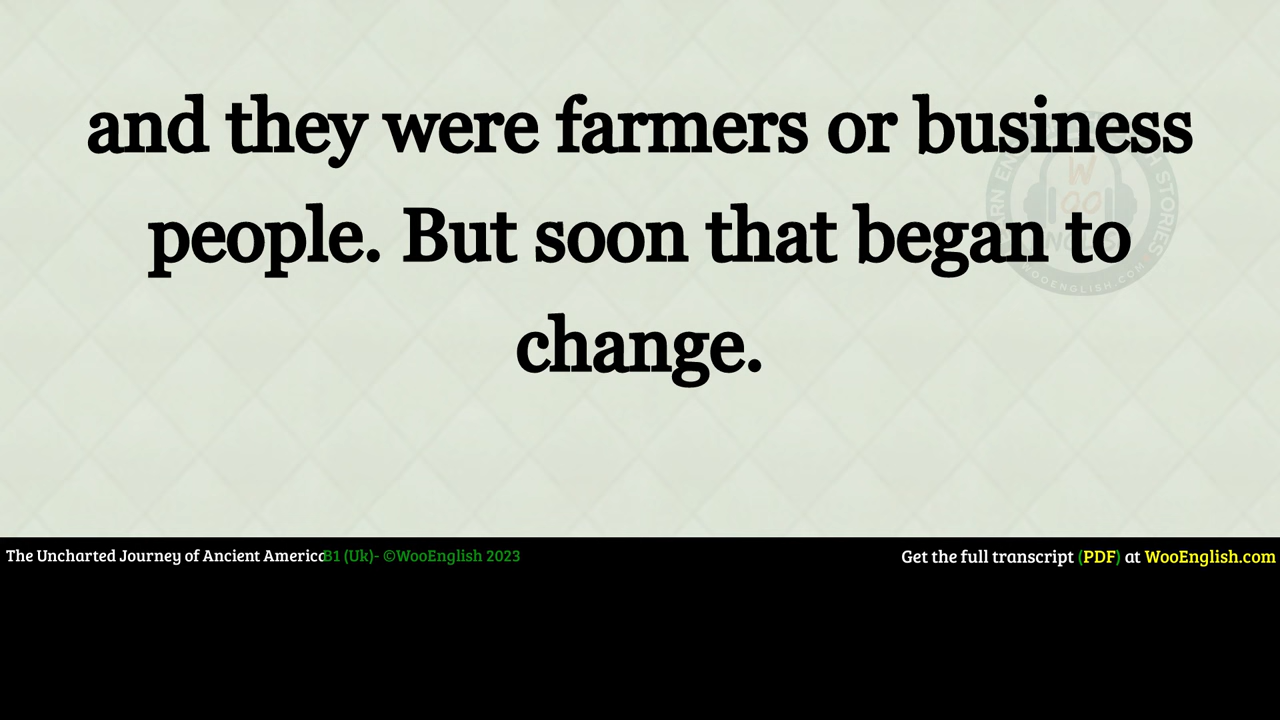 and they were farmers or business
people. But soon that began to
change.
The Uncharted Journey of Ancient America B1 (Uk)- ©WooEnglish 2023
Get the full transcript (PDF) at WooEnglish.com